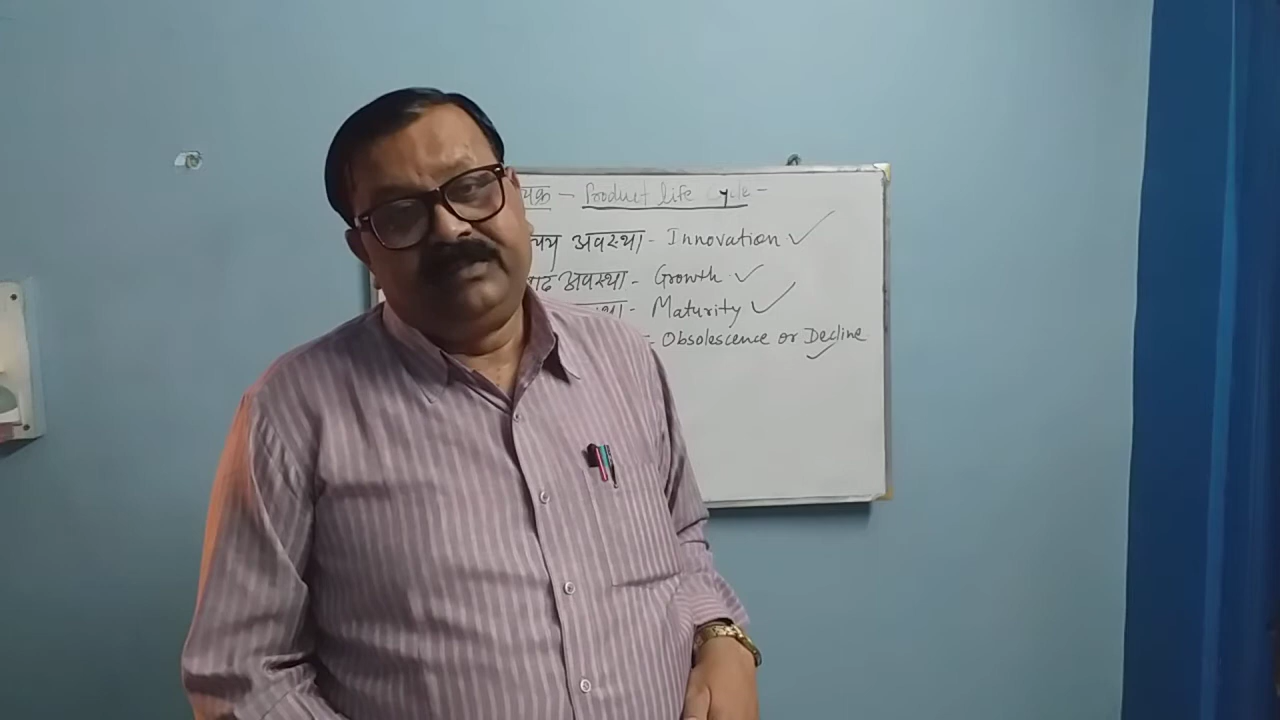 — Product life Cycle —
अवस्था - Innovation ✓
अवस्था - Growth ✓
- Maturity ✓
- Obsolescence or Decline ✓